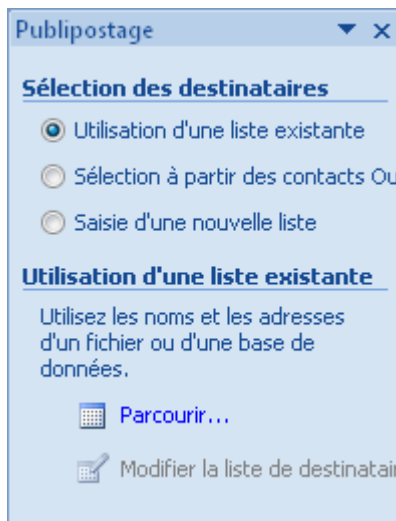 Publipostage
Sélection des destinataires
Utilisation d'une liste existante
Sélection à partir des contacts Ou
Saisie d'une nouvelle liste
Utilisation d'une liste existante
Utilisez les noms et les adresses
d'un fichier ou d'une base de
données.
Parcourir...
Modifier la liste de destinatair